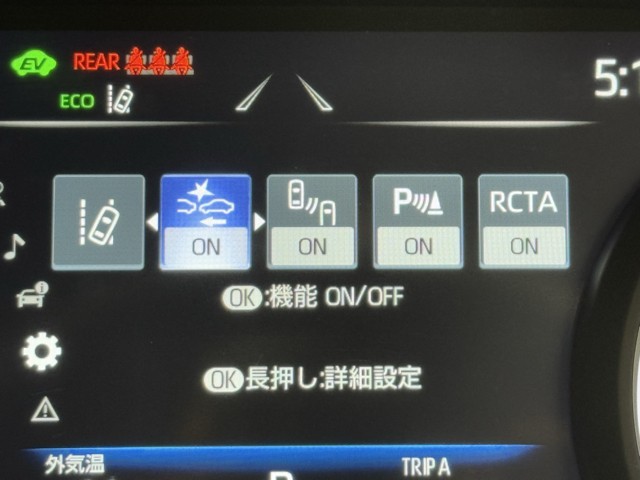 EV REAR
5:1
ECO
P RCTA
ON ON ON ON
OK:機能 ON/OFF
OK長押し:詳細設定
外気温 TRIP A